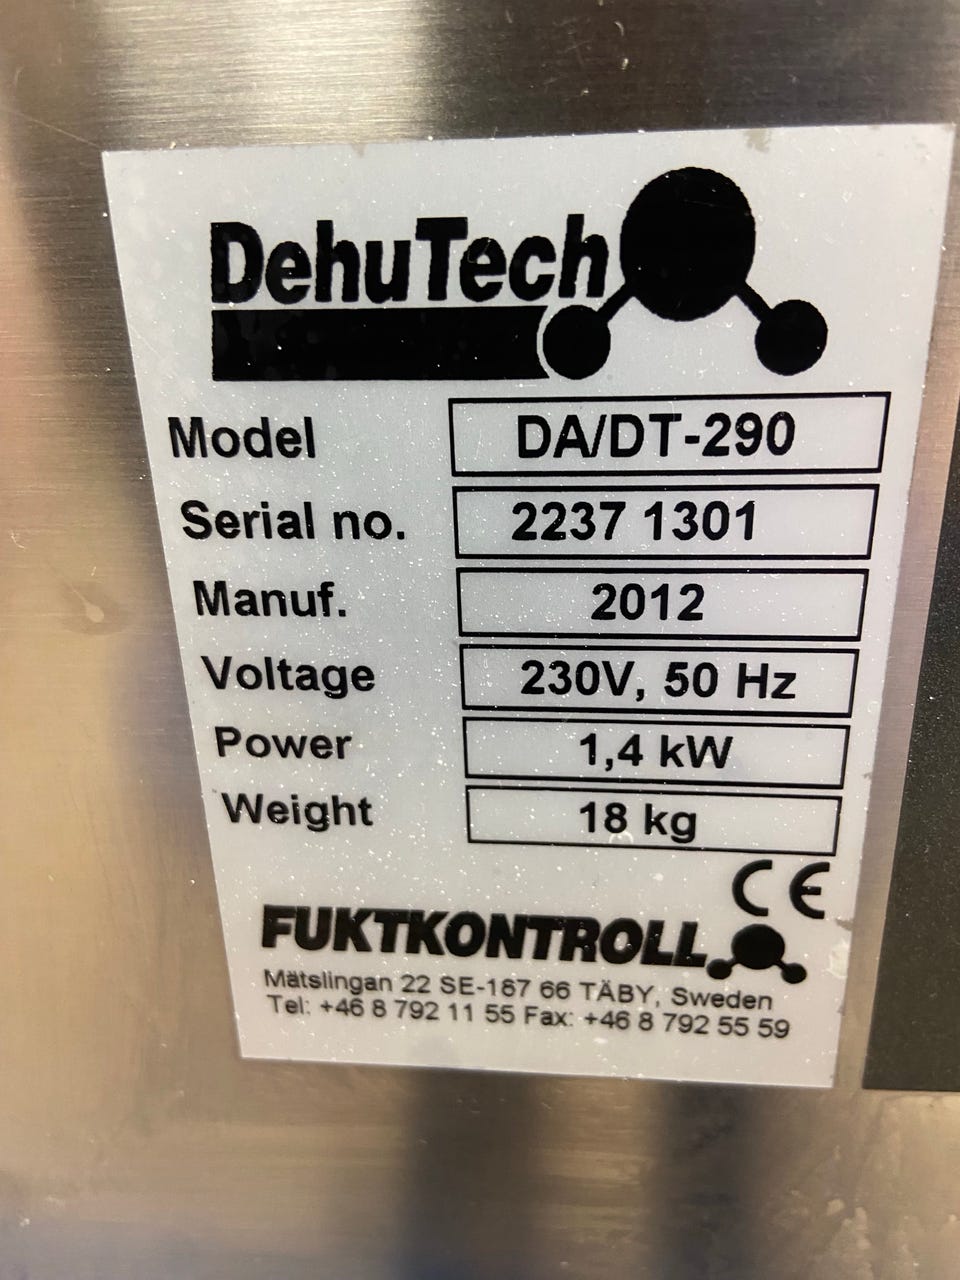 DehuTech
Model DA/DT-290
Serial no. 2237 1301
Manuf. 2012
Voltage 230V, 50 Hz
Power 1,4 kW
Weight 18 kg
CE
FUKTKONTROLL
Mätslingan 22 SE-187 66 TÄBY, Sweden
Tel: +46 8 792 11 55 Fax: +46 8 792 55 59